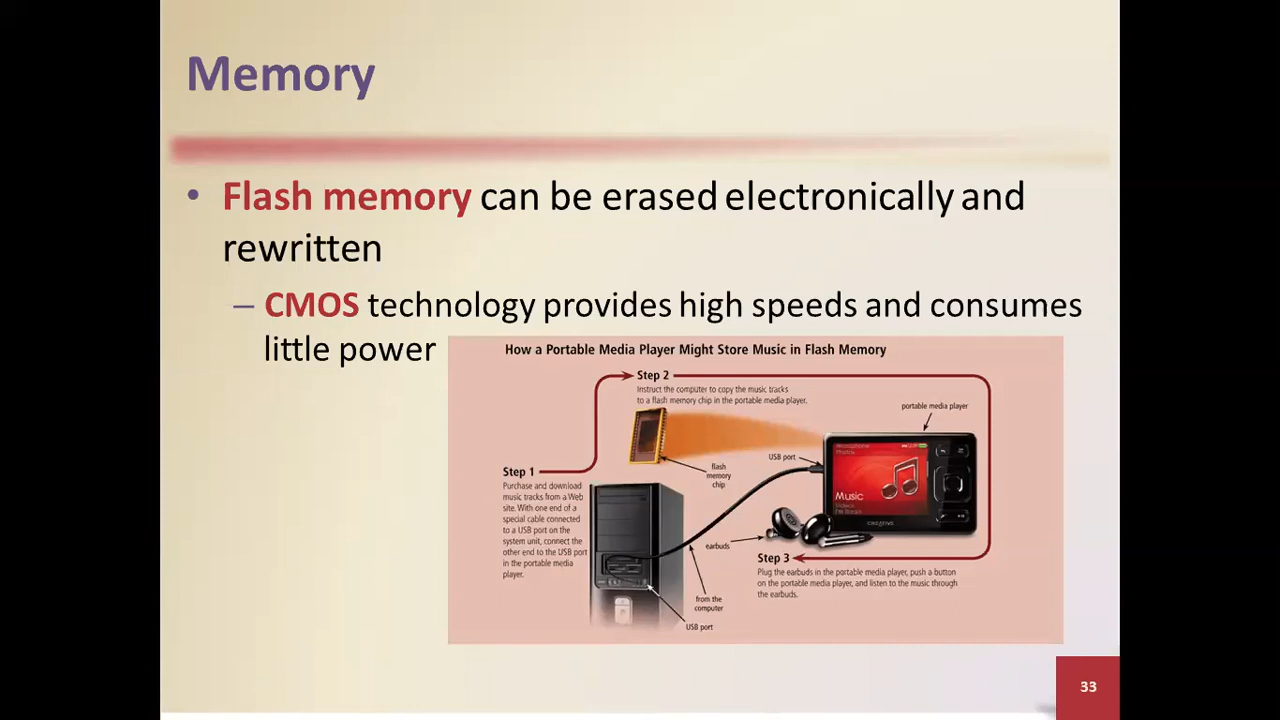 Memory
• Flash memory can be erased electronically and
rewritten
– CMOS technology provides high speeds and consumes
little power
How a Portable Media Player Might Store Music in Flash Memory
Step 2
Instruct the computer to copy the music tracks
to a flash memory chip in the portable media player.
portable media player
USB port
flash
memory
chip
Step 1
Purchase and download
music tracks from a Web
site. With one end of a
special cable connected
to a USB port on the
system unit, connect the
other end to the USB port
in the portable media
player.
Photos
Music
Videos
CREATIVE
earbuds
Step 3
Plug the earbuds in the portable media player, push a button
on the portable media player, and listen to the music through
the earbuds.
from the
computer
USB port
33